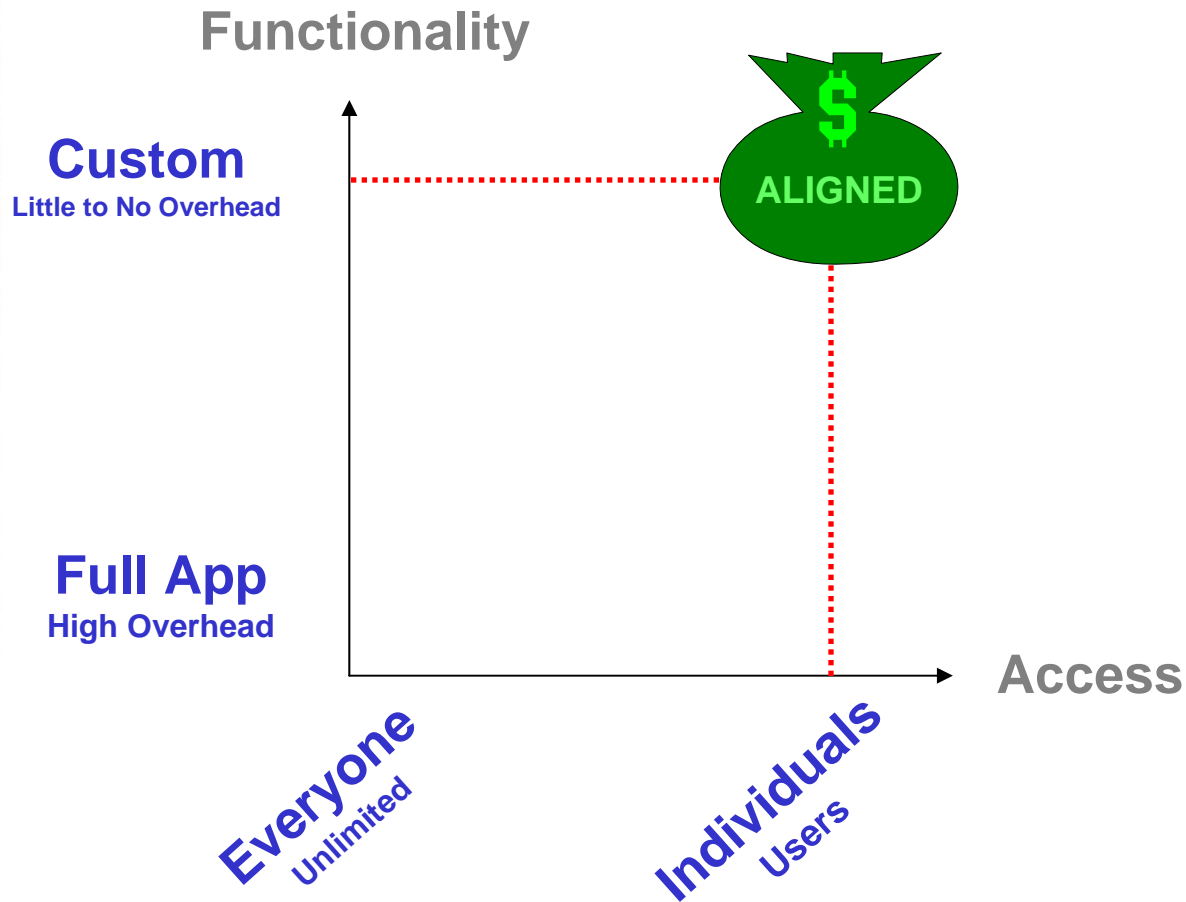 Functionality
$
Custom
Little to No Overhead
ALIGNED
Full App
High Overhead
Access
Everyone
Unlimited
Individuals
Users